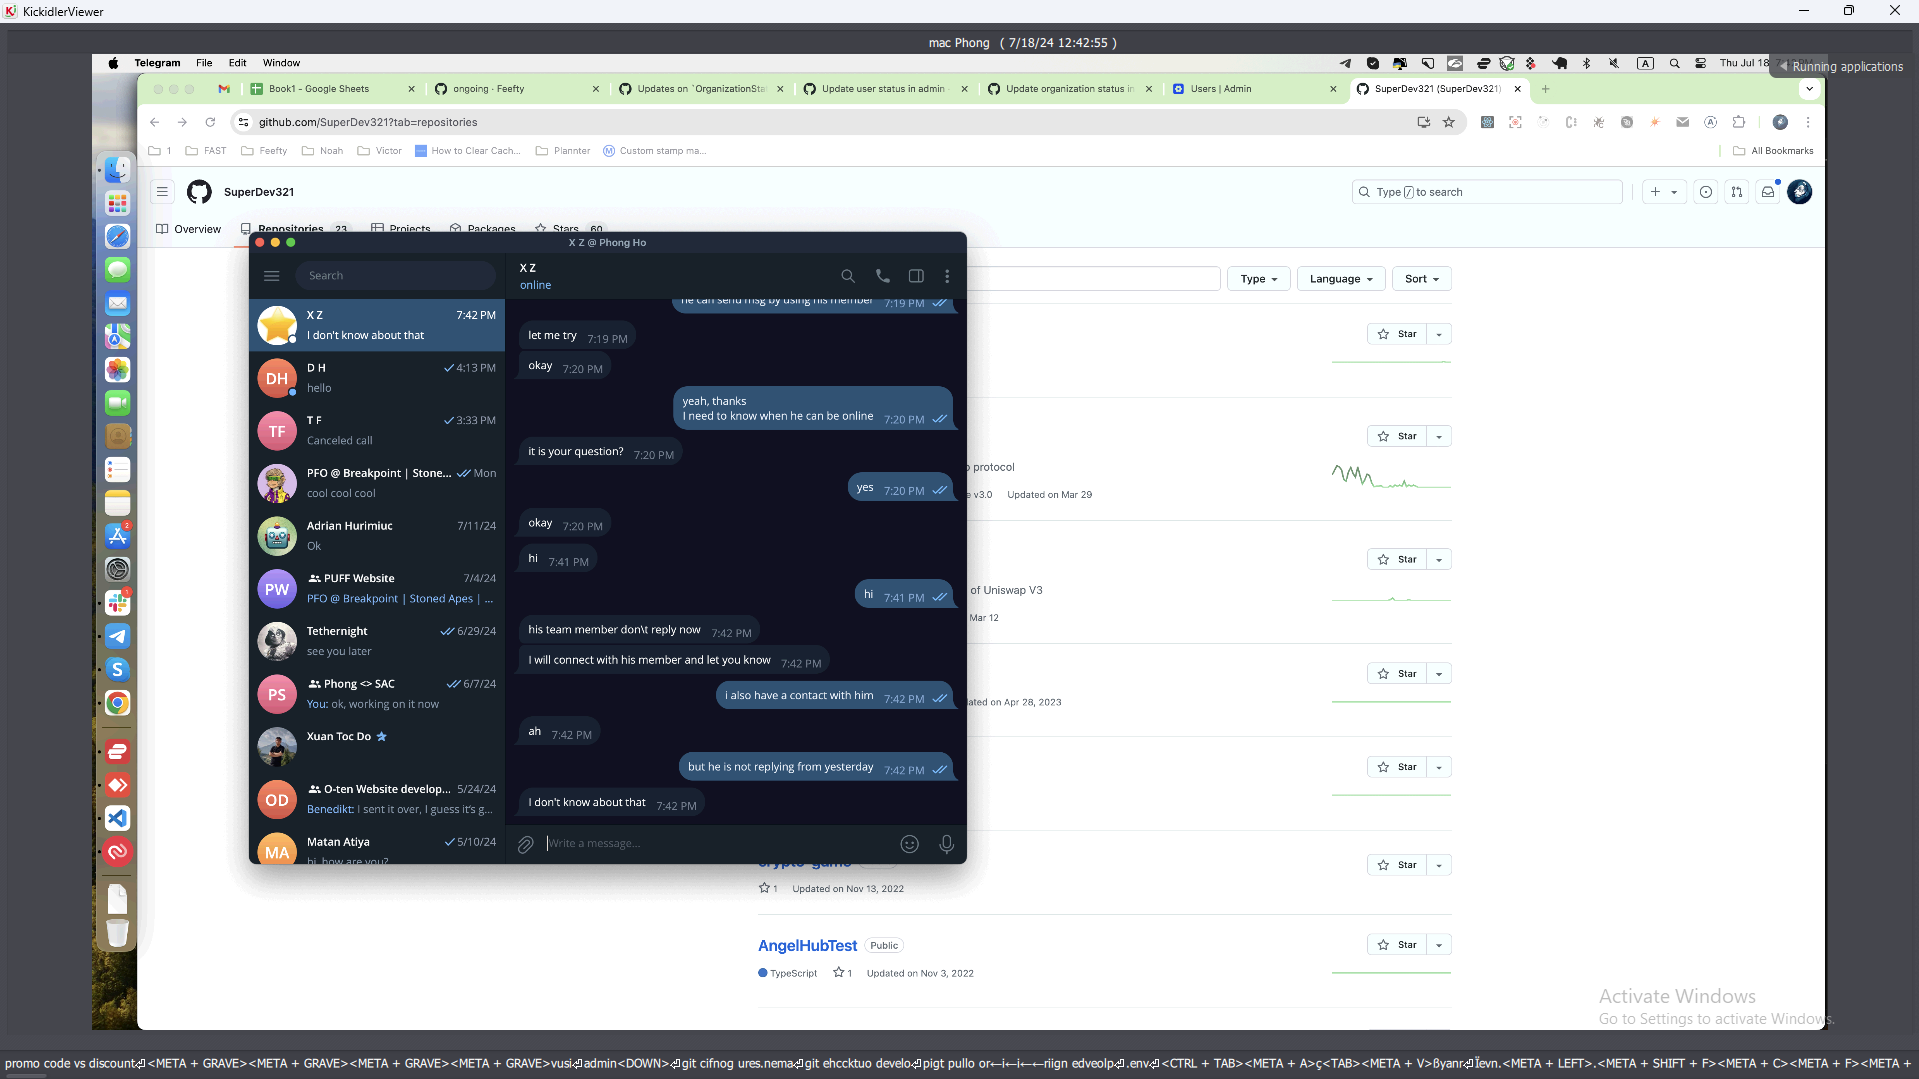 KickidlerViewer
mac Phong ( 7/18/24 12:42:55 )
Running applications
Telegram File Edit Window
Thu Jul 18
Book1 - Google Sheets
ongoing - Feefty
Updates on `OrganizationSta
Update user status in admin
Update organization status in
Users | Admin
SuperDev321 (SuperDev321)
github.com/SuperDev321?tab=repositories
1 FAST Feefty Noah Victor How to Clear Cach... Plannter Custom stamp ma...
All Bookmarks
SuperDev321
Type / to search
Overview Repositories 23 Projects Packages Stars 60
X Z @ Phong Ho
Search
X Z
online
Type Language Sort
X Z 7:42 PM
I don't know about that
D H 4:13 PM
hello
T F 3:33 PM
Canceled call
PFO @ Breakpoint | Stone... Mon
cool cool cool
Adrian Hurimiuc 7/11/24
Ok
PUFF Website 7/4/24
PFO @ Breakpoint | Stoned Apes | ...
Tethernight 6/29/24
see you later
Phong <> SAC 6/7/24
You: ok, working on it now
Xuan Toc Do
O-ten Website develop... 5/24/24
Benedikt: I sent it over, I guess it's g...
Matan Atiya 5/10/24
hi, how are you?
DH
TF
PW
PS
OD
MA
he can send msg by using his member 7:19 PM
let me try 7:19 PM
okay 7:20 PM
yeah, thanks
I need to know when he can be online 7:20 PM
it is your question? 7:20 PM
yes 7:20 PM
okay 7:20 PM
hi 7:41 PM
hi 7:41 PM
his team member don\t reply now 7:42 PM
I will connect with his member and let you know 7:42 PM
i also have a contact with him 7:42 PM
ah 7:42 PM
but he is not replying from yesterday 7:42 PM
I don't know about that 7:42 PM
Write a message...
Star
Star
protocol
v3.0 Updated on Mar 29
Star
of Uniswap V3
Mar 12
Star
ated on Apr 28, 2023
Star
Star
crypto-game
1 Updated on Nov 13, 2022
AngelHubTest Public
Star
TypeScript 1 Updated on Nov 3, 2022
Activate Windows
Go to Settings to activate Windows.
promo code vs discount⏎<META + GRAVE><META + GRAVE><META + GRAVE><META + GRAVE>vusi⏎admin<DOWN>⏎git cifnog ures.nema⏎git ehccktuo develo⏎pigt pullo or←i←i←←riign edveolp⏎.env⏎<CTRL + TAB><META + A>ç<TAB><META + V>ßyanr⏎Ievn.<META + LEFT>.<META + SHIFT + F><META + C><META + F><META +